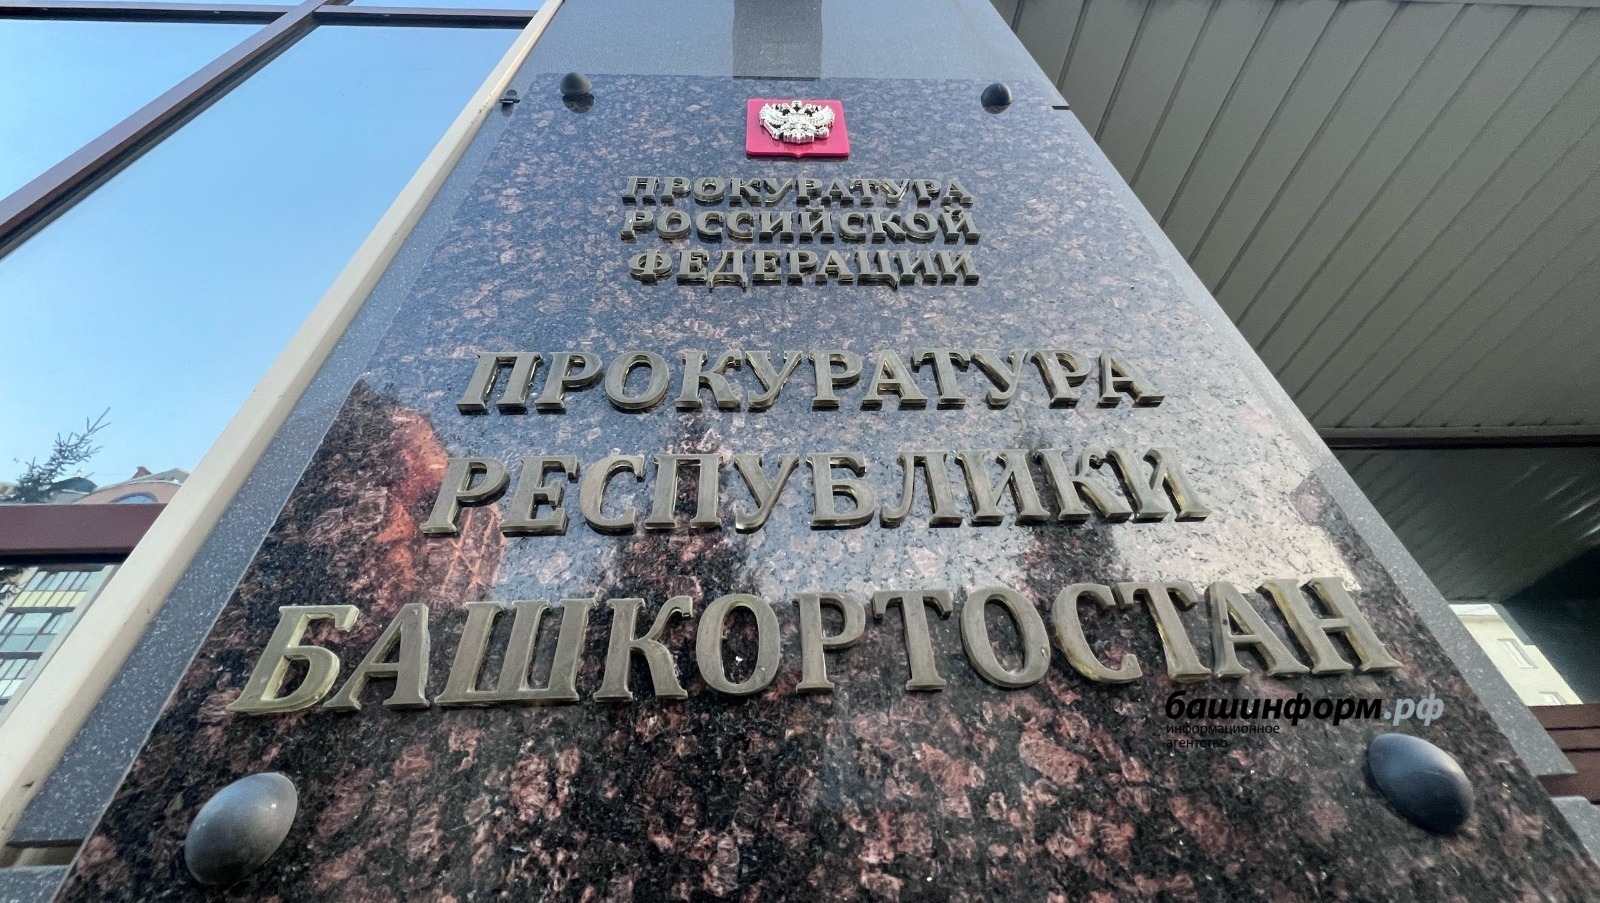 ПРОКУРАТУРА
РОССИЙСКОЙ
ФЕДЕРАЦИИ
ПРОКУРАТУРА
РЕСПУБЛИКИ
БАШКОРТОСТАН
башинформ.рф
информационное
агентство